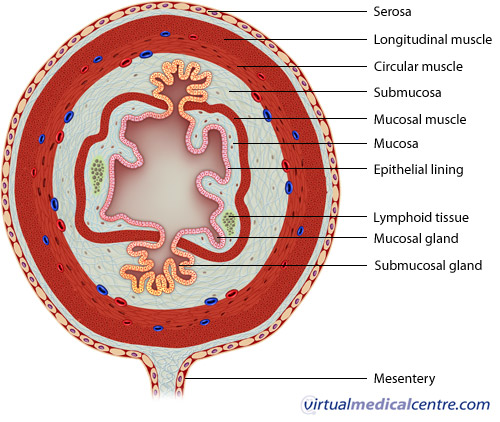 Serosa
Longitudinal muscle
Circular muscle
Submucosa
Mucosal muscle
Mucosa
Epithelial lining
Lymphoid tissue
Mucosal gland
Submucosal gland
Mesentery
virtualmedicalcentre.com